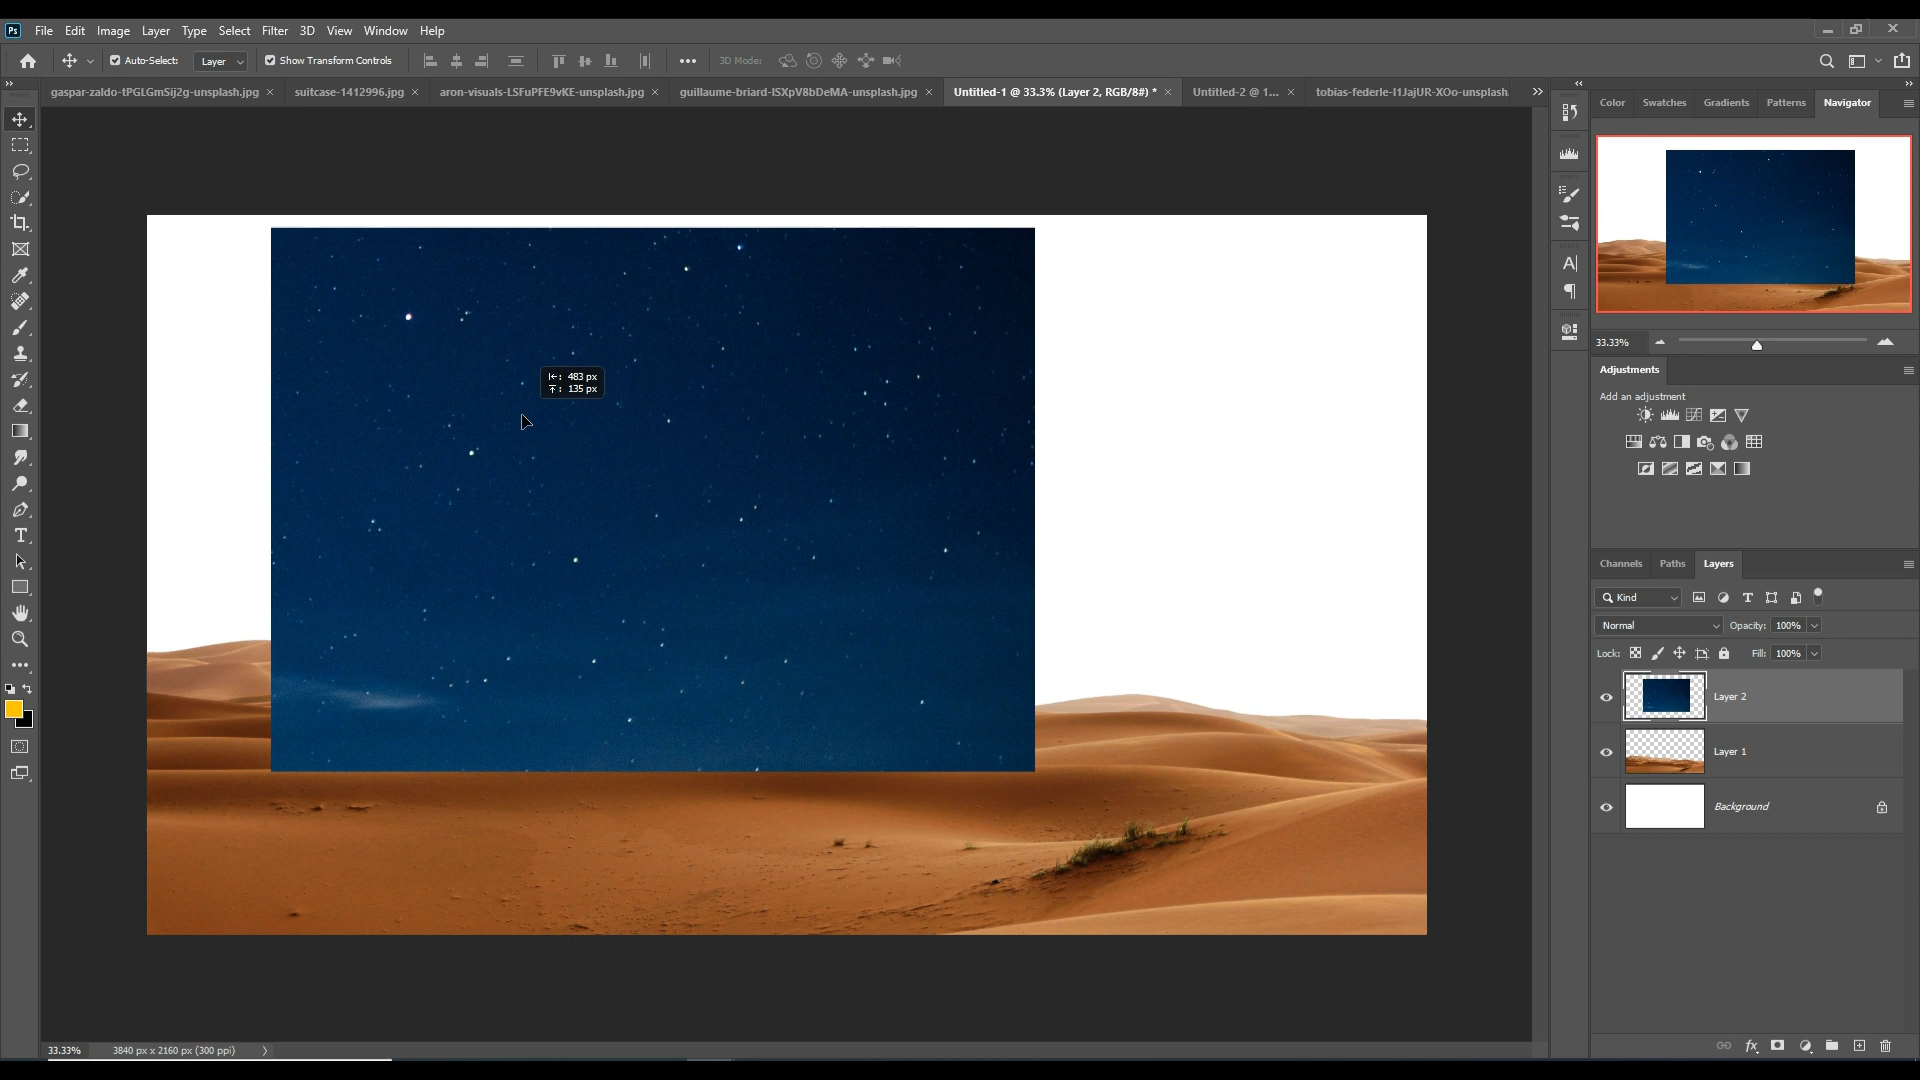 Ps File Edit Image Layer Type Select Filter 3D View Window Help
Auto-Select: Layer Show Transform Controls 3D Mode:
gaspar-zaldo-tPGLGmSij2g-unsplash.jpg × suitcase-1412996.jpg × aron-visuals-LSFuPFE9vKE-unsplash.jpg × guillaume-briard-ISXpV8bDeMA-unsplash.jpg × Untitled-1 @ 33.3% (Layer 2, RGB/8#) * × Untitled-2 @ 1... × tobias-federle-I1JajUR-XOo-unsplash.
Color Swatches Gradients Patterns Navigator
33.33%
483 px
135 px
Adjustments
Add an adjustment
Channels Paths Layers
Kind
Normal Opacity: 100%
Lock: Fill: 100%
Layer 2
Layer 1
Background
33.33% 3840 px x 2160 px (300 ppi)